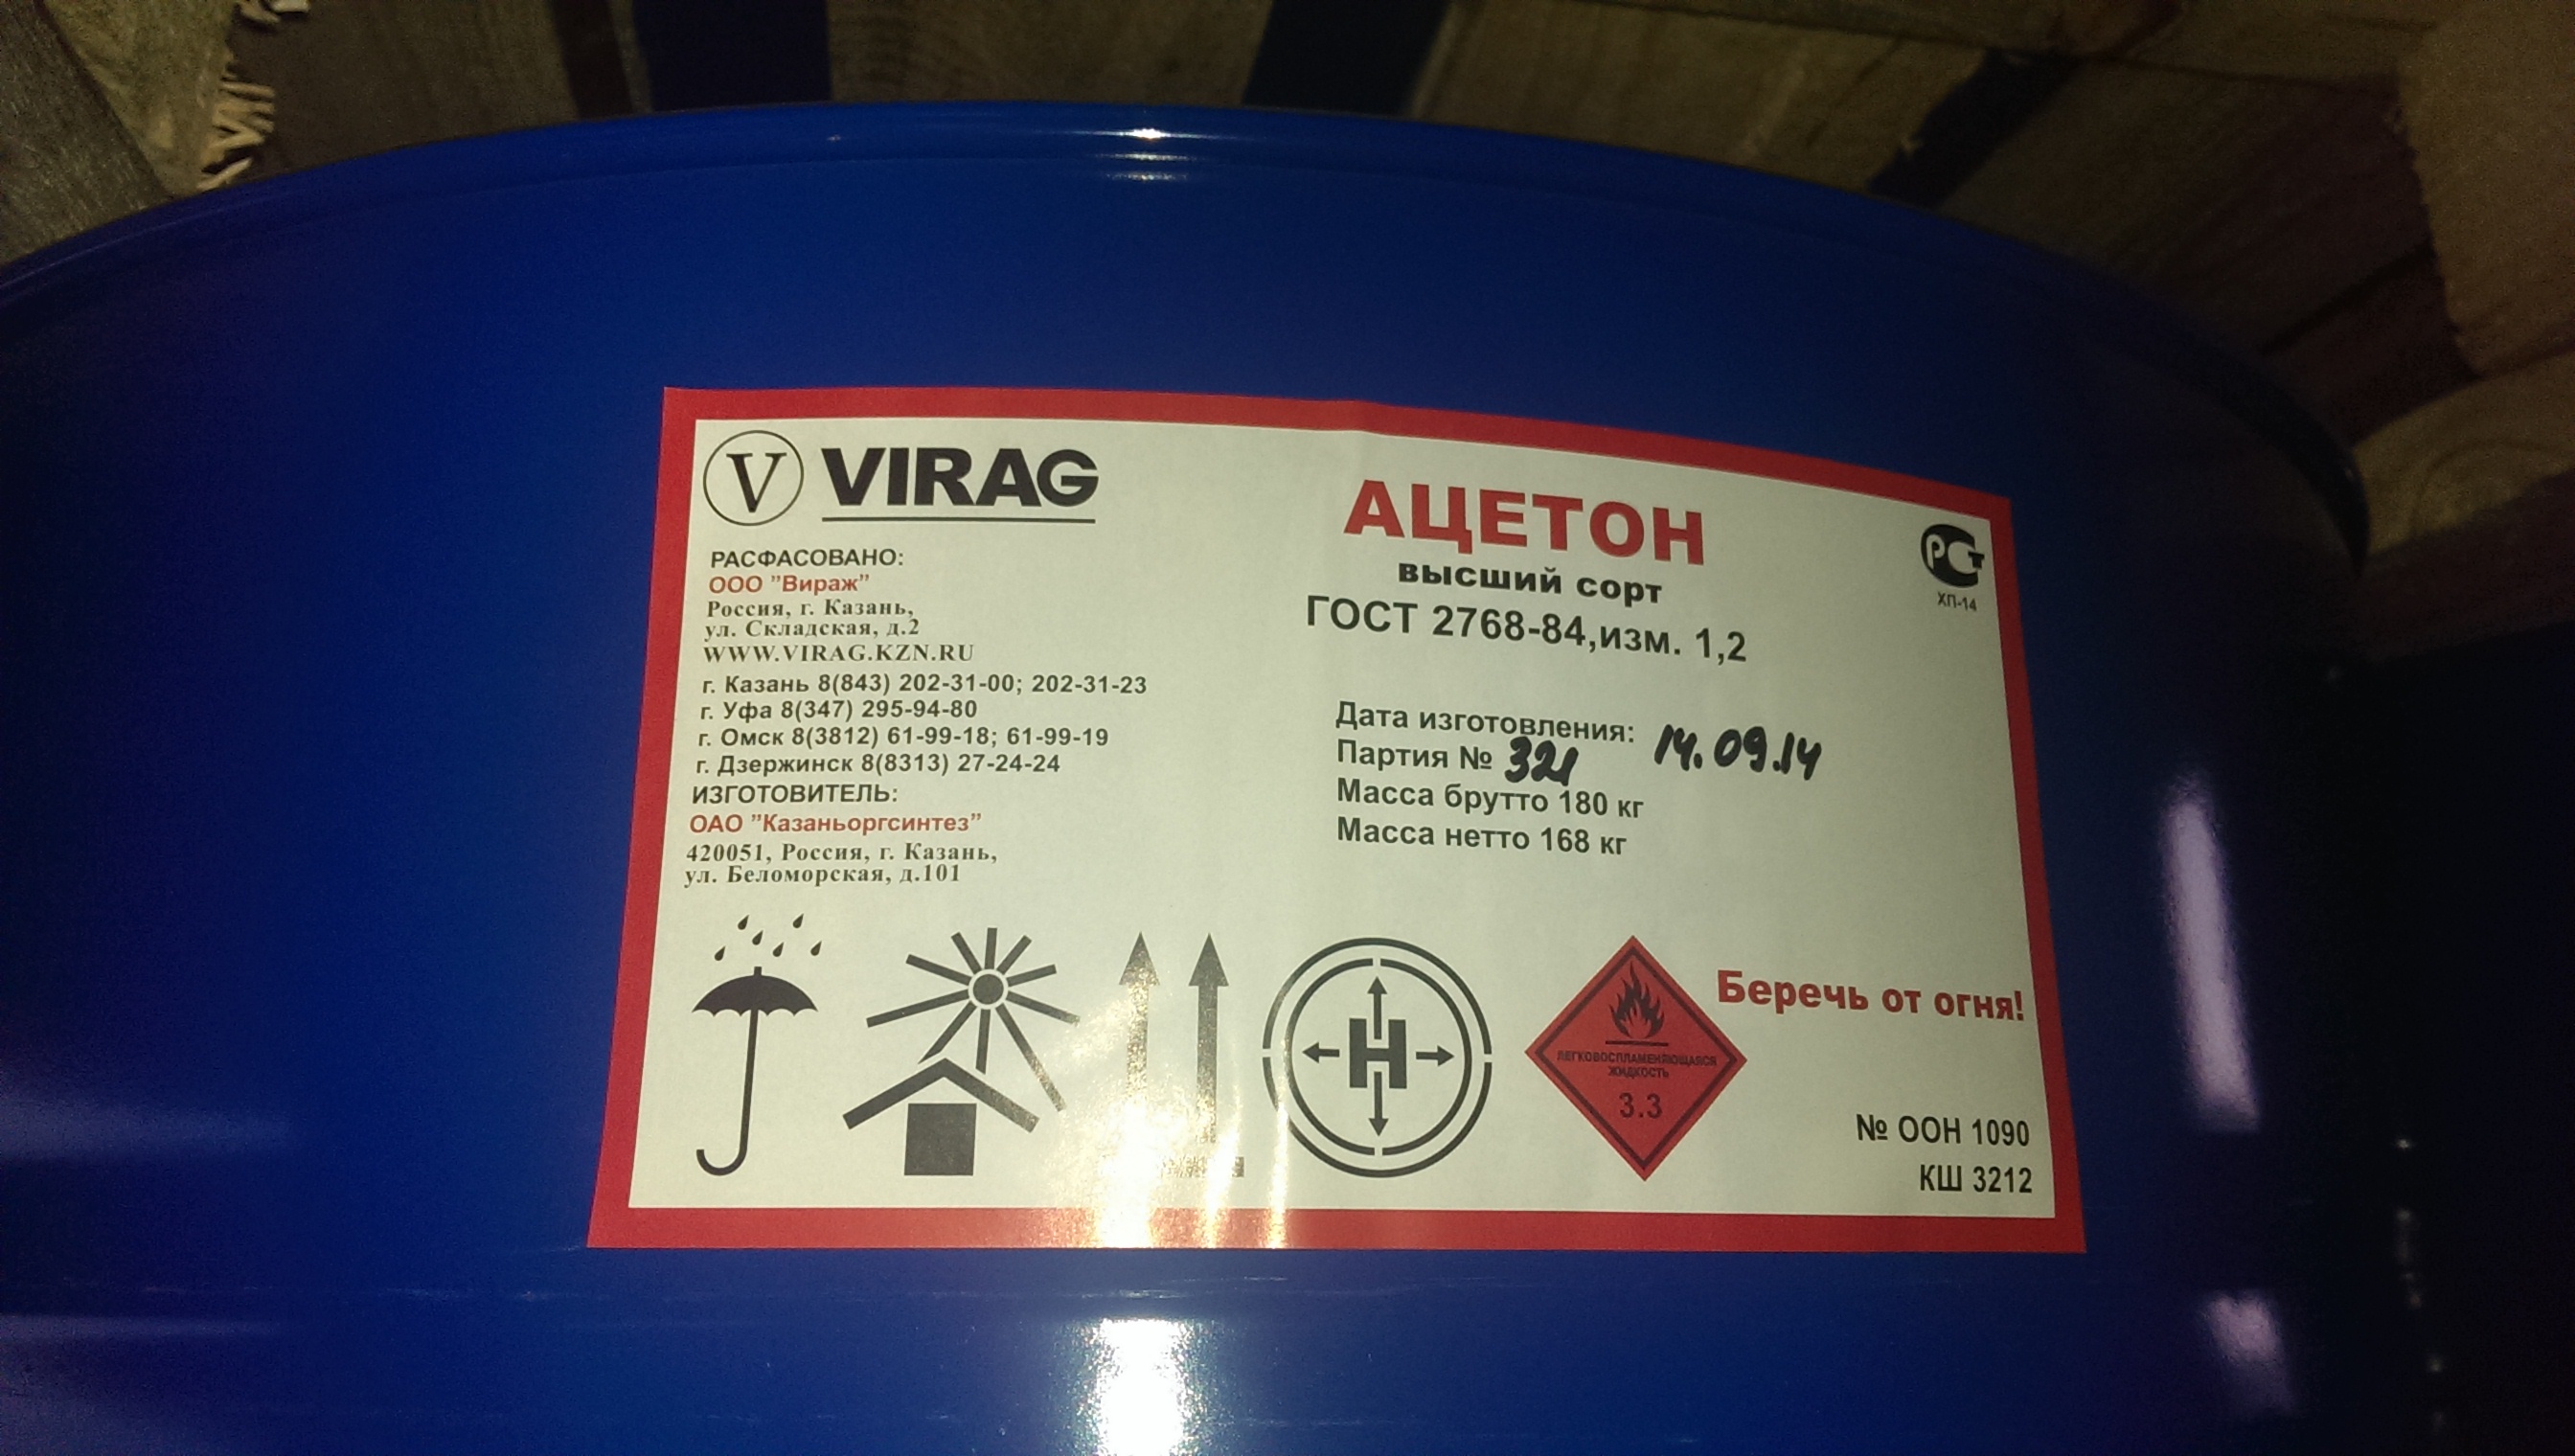 V VIRAG
РАСФАСОВАНО:
ООО "Вираж"
Россия, г. Казань,
ул. Складская, д.2
WWW.VIRAG.KZN.RU
г. Казань 8(843) 202-31-00; 202-31-23
г. Уфа 8(347) 295-94-80
г. Омск 8(3812) 61-99-18; 61-99-19
г. Дзержинск 8(8313) 27-24-24
ИЗГОТОВИТЕЛЬ:
ОАО "Казаньоргсинтез"
420051, Россия, г. Казань,
ул. Беломорская, д.101
АЦЕТОН
высший сорт
ГОСТ 2768-84,изм. 1,2
РСТ
ХП-14
Дата изготовления: 14.09.14
Партия № 321
Масса брутто 180 кг
Масса нетто 168 кг
Н
ЛЕГКОВОСПЛАМЕНЯЮЩАЯСЯ
ЖИДКОСТЬ
3.3
Беречь от огня!
№ ООН 1090
КШ 3212